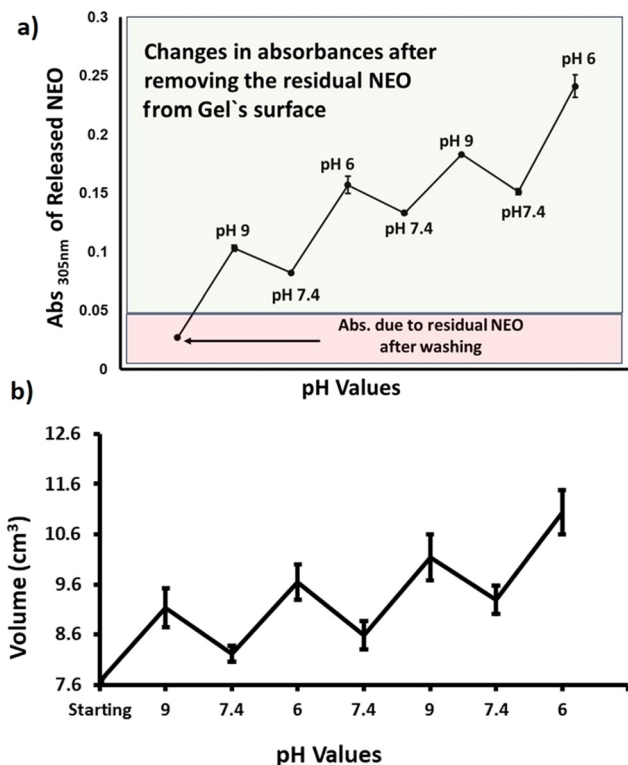 a)
Changes in absorbances after
removing the residual NEO
from Gel`s surface
Abs 305nm of Released NEO
0.3
0.25
0.2
0.15
0.1
0.05
0
pH 9
pH 7.4
pH 6
pH 7.4
pH 9
pH7.4
pH 6
Abs. due to residual NEO
after washing
pH Values
b)
Volume (cm³)
12.6
11.6
10.6
9.6
8.6
7.6
Starting 9 7.4 6 7.4 9 7.4 6
pH Values